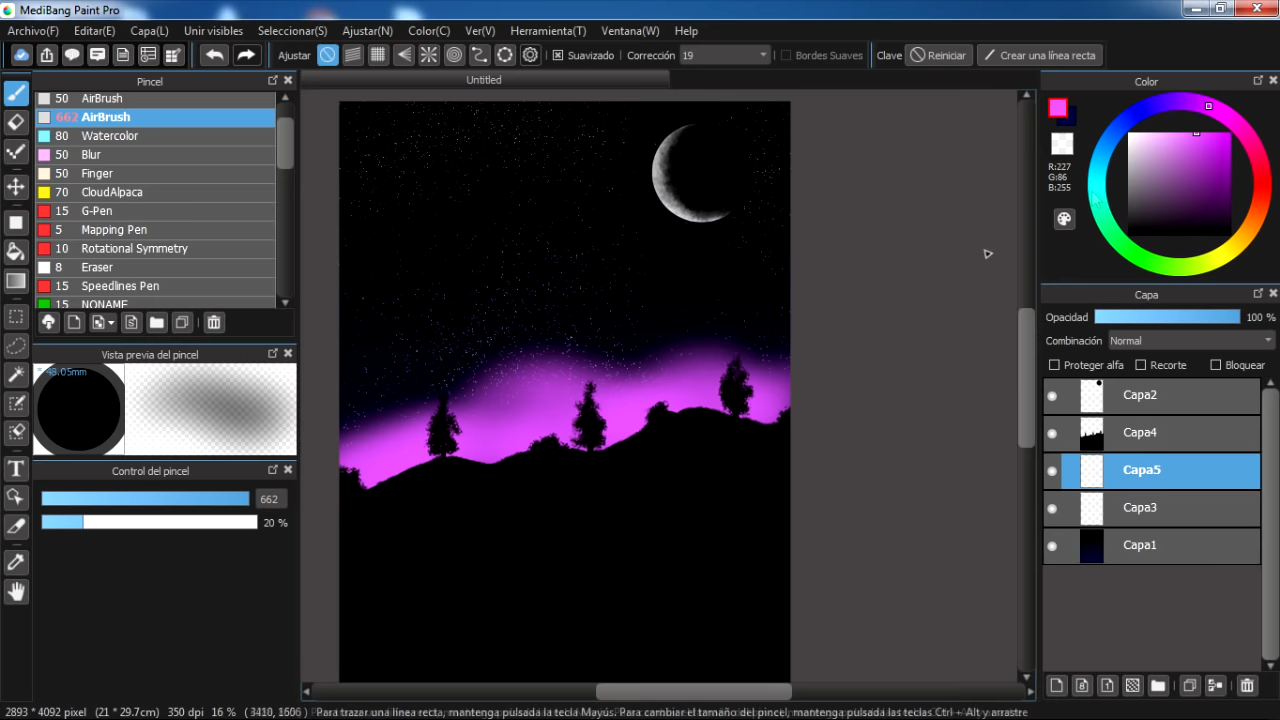 MediBang Paint Pro
Archivo(F) Editar(E) Capa(L) Unir visibles Seleccionar(S) Ajustar(N) Color(C) Ver(V) Herramienta(T) Ventana(W) Help
Ajustar Suavizado Corrección 19 Bordes Suaves Clave Reiniciar Crear una línea recta
Pincel
Untitled
Color
50 AirBrush
662 AirBrush
80 Watercolor
50 Blur
50 Finger
70 CloudAlpaca
15 G-Pen
5 Mapping Pen
10 Rotational Symmetry
8 Eraser
15 Speedlines Pen
15 NONAME
R:227
G:86
B:255
Vista previa del pincel
48.05mm
Control del pincel
662
20 %
Capa
Opacidad 100 %
Combinación Normal
Proteger alfa Recorte Bloquear
Capa2
Capa4
Capa5
Capa3
Capa1
2893 * 4092 pixel (21 * 29.7cm) 350 dpi 16 % (3410, 1606) Para trazar una línea recta, mantenga pulsada las tecla Mayús. Para cambiar el tamaño del pincel, mantenga pulsada las teclas Ctrl + Alt y arrastre